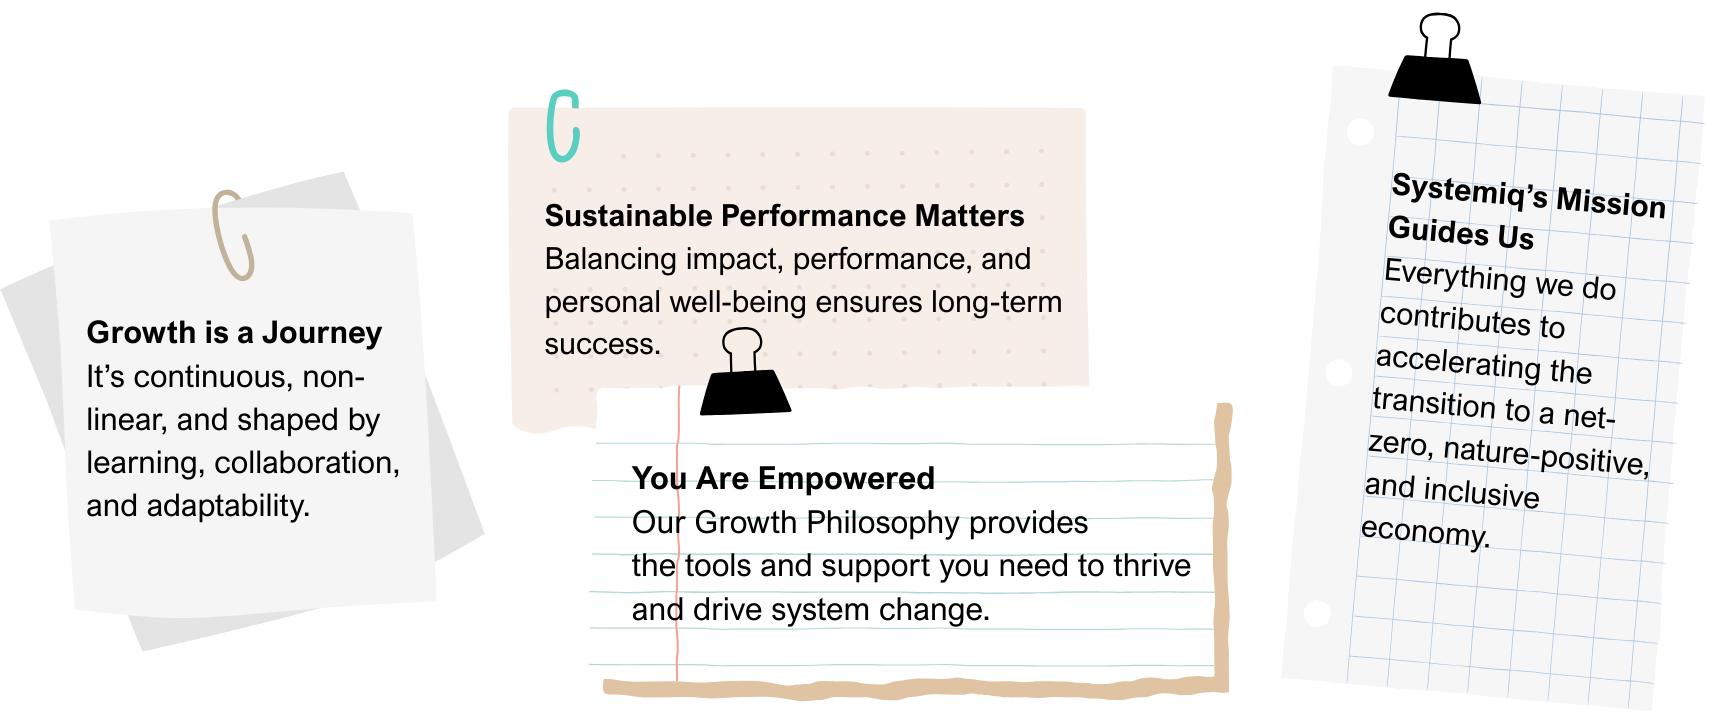 Growth is a Journey
It’s continuous, non-
linear, and shaped by
learning, collaboration,
and adaptability.
Sustainable Performance Matters
Balancing impact, performance, and
personal well-being ensures long-term
success.
You Are Empowered
Our Growth Philosophy provides
the tools and support you need to thrive
and drive system change.
Systemiq’s Mission
Guides Us
Everything we do
contributes to
accelerating the
transition to a net-
zero, nature-positive,
and inclusive
economy.